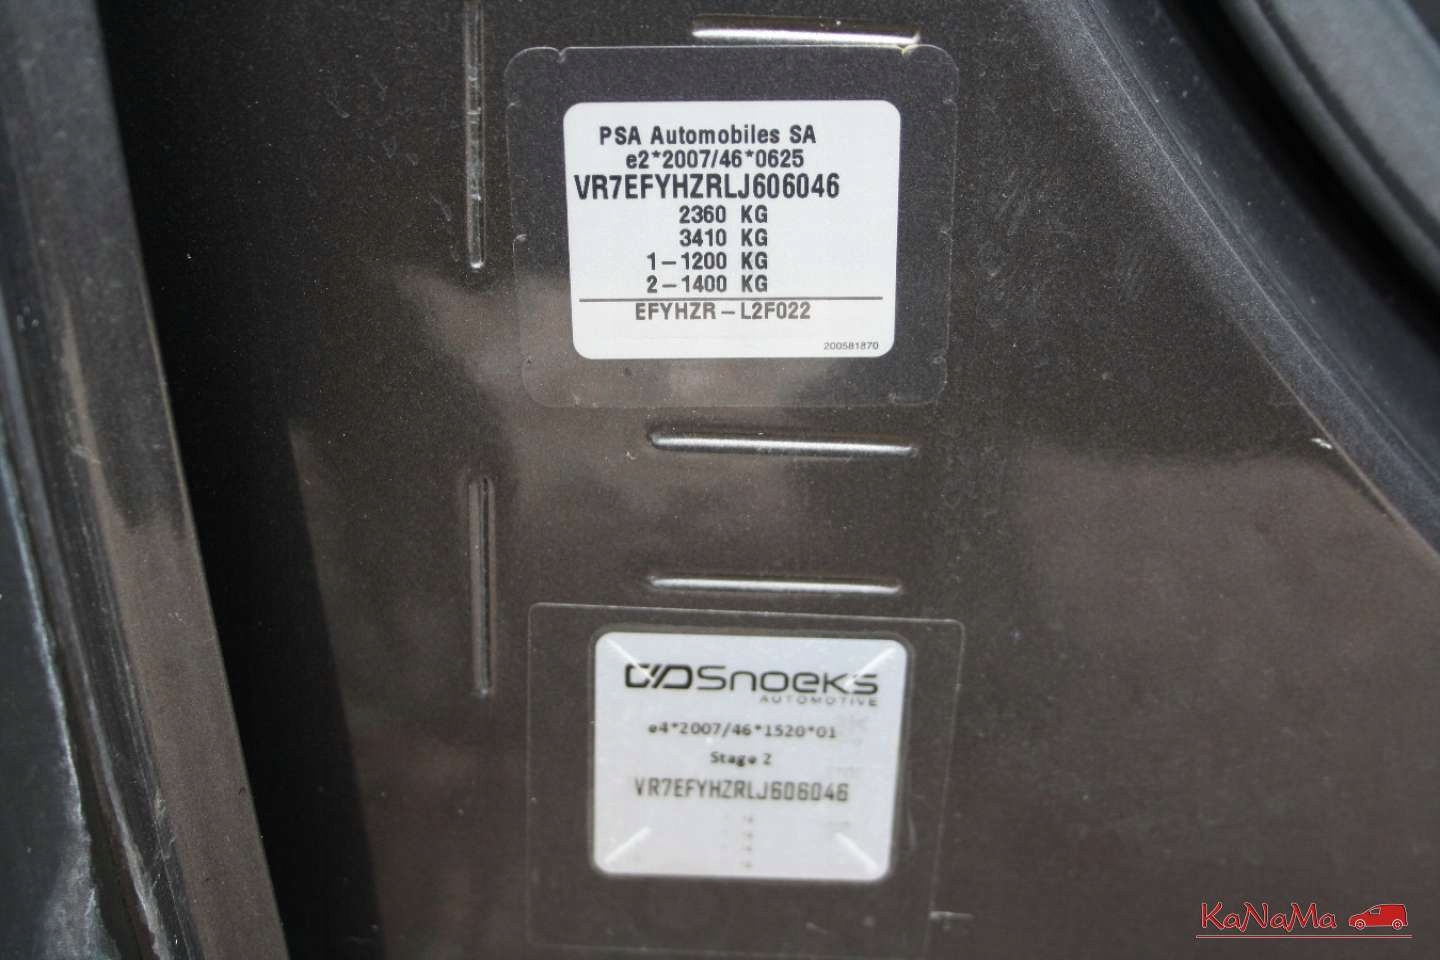 PSA Automobiles SA
e2*2007/46*0625
VR7EFYHZRLJ606046
2360 KG
3410 KG
1-1200 KG
2-1400 KG
EFYHZR-L2F022
200581870
Snoeks
AUTOMOTIVE
e4*2007/46*1520*01
Stage 2
VR7EFYHZRLJ606046
KaNaMa